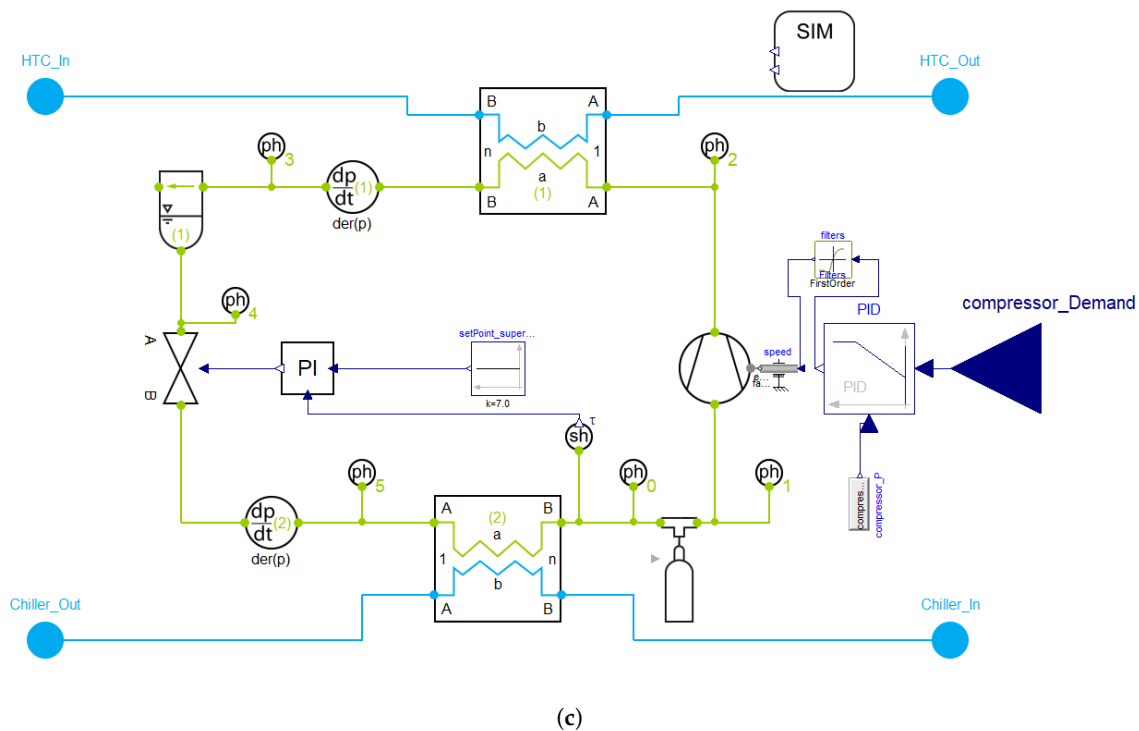 SIM
HTC_In
HTC_Out
B
A
b
n
1
a
(1)
B
A
ph
3
ph
2
dp
dt
(1)
der(p)
(1)
filters
Filters
FirstOrder
ph
4
A
B
PI
setPoint_super...
k=7.0
speed
e...
fa...
PID
PID
compressor_Demand
τ
sh
ph
5
ph
0
ph
1
compres...
compressor_P
dp
dt
(2)
der(p)
A
(2)
B
a
1
n
b
A
B
Chiller_Out
Chiller_In
(c)